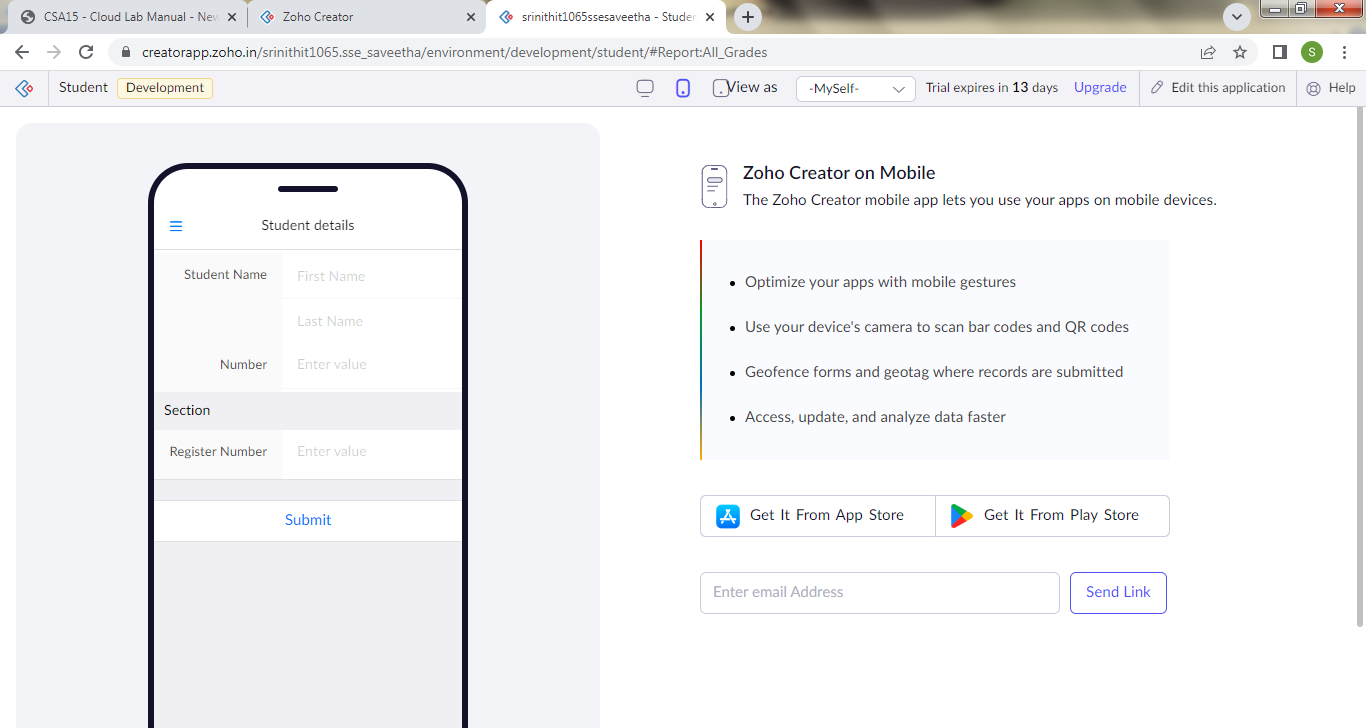 CSA15 - Cloud Lab Manual - New
Zoho Creator
srinithit1065ssesaveetha - Studen
creatorapp.zoho.in/srinithit1065.sse_saveetha/environment/development/student/#Report:All_Grades
S
Student
Development
View as
-MySelf-
Trial expires in 13 days
Upgrade
Edit this application
Help
Student details
Student Name
First Name
Last Name
Number
Enter value
Section
Register Number
Enter value
Submit
Zoho Creator on Mobile
The Zoho Creator mobile app lets you use your apps on mobile devices.
Optimize your apps with mobile gestures
Use your device's camera to scan bar codes and QR codes
Geofence forms and geotag where records are submitted
Access, update, and analyze data faster
Get It From App Store
Get It From Play Store
Enter email Address
Send Link